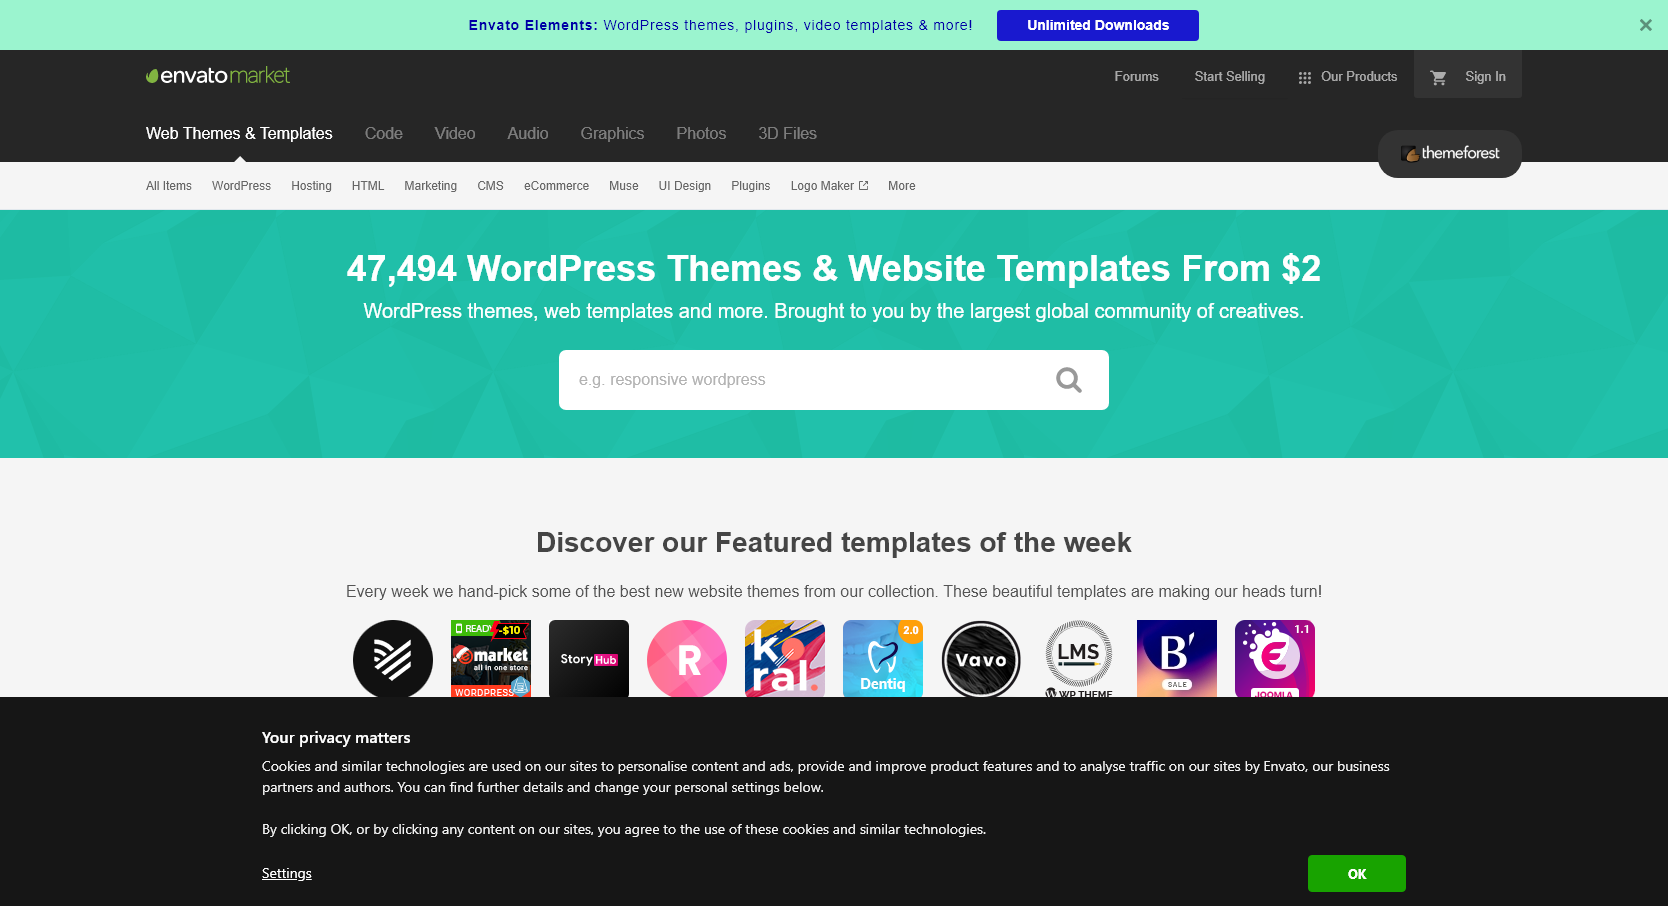 Envato Elements: WordPress themes, plugins, video templates & more!
Unlimited Downloads
envatomarket
Forums
Start Selling
Our Products
Sign In
Web Themes & Templates
Code
Video
Audio
Graphics
Photos
3D Files
themeforest
All Items
WordPress
Hosting
HTML
Marketing
CMS
eCommerce
Muse
UI Design
Plugins
Logo Maker
More
47,494 WordPress Themes & Website Templates From $2
WordPress themes, web templates and more. Brought to you by the largest global community of creatives.
e.g. responsive wordpress
Discover our Featured templates of the week
Every week we hand-pick some of the best new website themes from our collection. These beautiful templates are making our heads turn!
READY
-$10
market
all in one store
WORDPRESS
Story Hub
R
k
ral.
2.0
Dentiq
Vavo
LMS
WP THEME
B'
SALE
1.1
e
JOOMLA
Your privacy matters
Cookies and similar technologies are used on our sites to personalise content and ads, provide and improve product features and to analyse traffic on our sites by Envato, our business
partners and authors. You can find further details and change your personal settings below.
By clicking OK, or by clicking any content on our sites, you agree to the use of these cookies and similar technologies.
Settings
OK